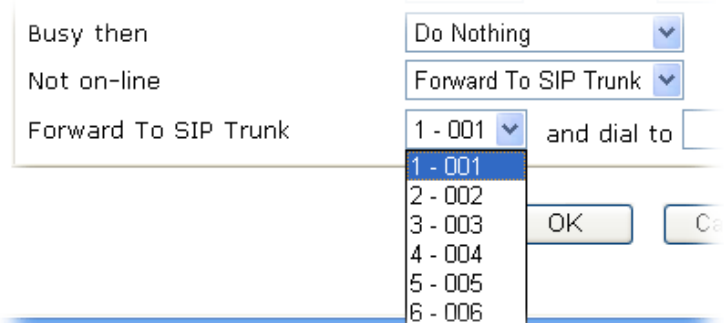 Busy then Do Nothing
Not on-line Forward To SIP Trunk
Forward To SIP Trunk 1 - 001 and dial to
1 - 001
2 - 002
3 - 003 OK
4 - 004
5 - 005
6 - 006